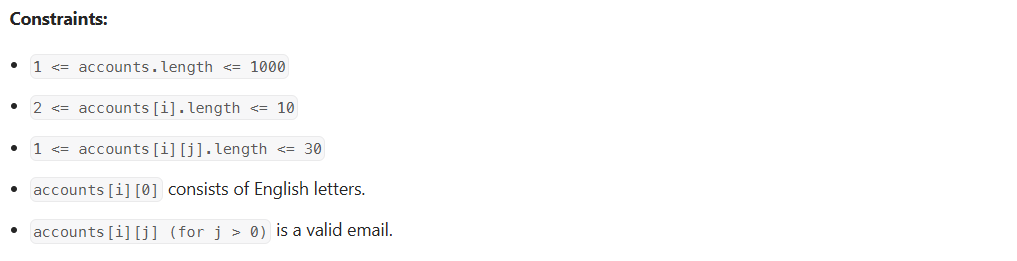 Constraints:
• 1 <= accounts.length <= 1000
• 2 <= accounts[i].length <= 10
• 1 <= accounts[i][j].length <= 30
• accounts[i][0] consists of English letters.
• accounts[i][j] (for j > 0) is a valid email.